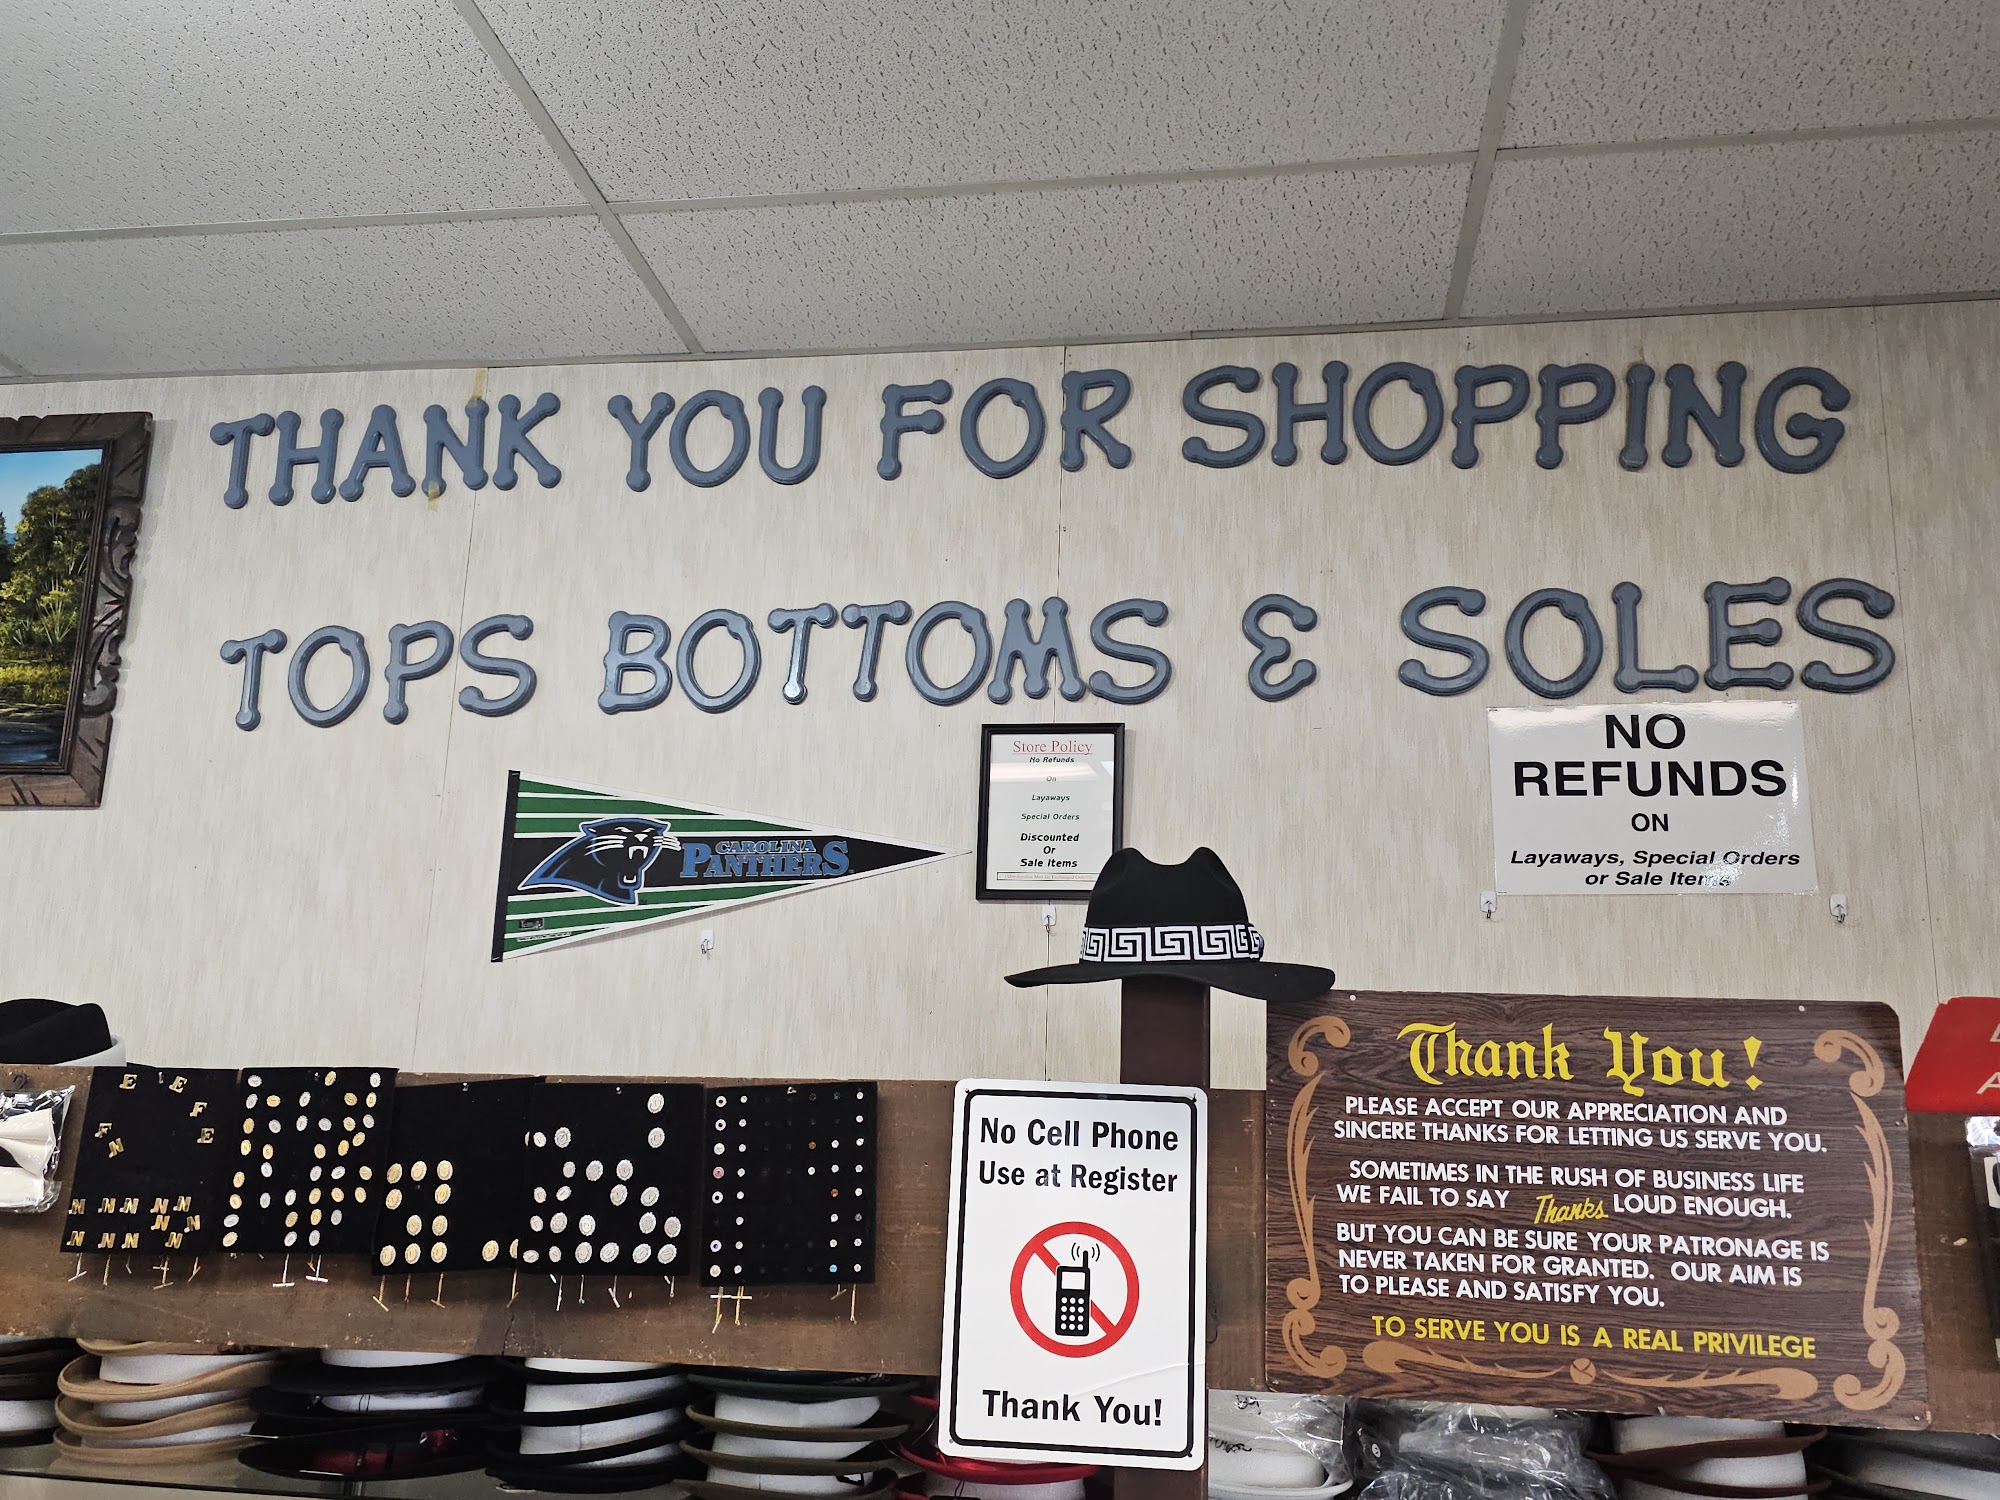 THANK YOU FOR SHOPPING
TOPS BOTTOMS & SOLES
Store Policy
No Refunds
On
Layaways
Special Orders
Discounted
Or
Sale Items
NO
REFUNDS
ON
Layaways, Special Orders
or Sale Items
CAROLINA
PANTHERS
No Cell Phone
Use at Register
Thank You!
Thank You!
PLEASE ACCEPT OUR APPRECIATION AND
SINCERE THANKS FOR LETTING US SERVE YOU.
SOMETIMES IN THE RUSH OF BUSINESS LIFE
WE FAIL TO SAY Thanks LOUD ENOUGH.
BUT YOU CAN BE SURE YOUR PATRONAGE IS
NEVER TAKEN FOR GRANTED. OUR AIM IS
TO PLEASE AND SATISFY YOU.
TO SERVE YOU IS A REAL PRIVILEGE
E E
F
F E
N
N N N N N
N N
N N N N